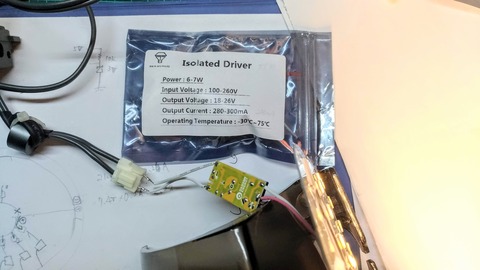 Isolated Driver
Power : 6-7W
Input Voltage : 100-260V
Output Voltage : 18-26V
Output Current : 280-300mA
Operating Temperature : -30℃~75℃